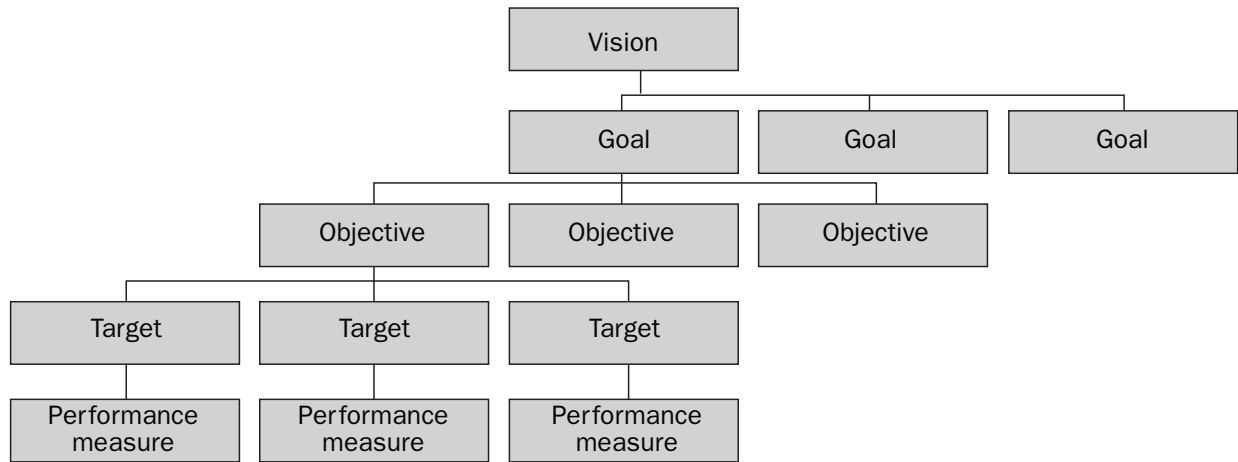 Vision
Goal
Goal
Goal
Objective
Objective
Objective
Target
Target
Target
Performance
measure
Performance
measure
Performance
measure